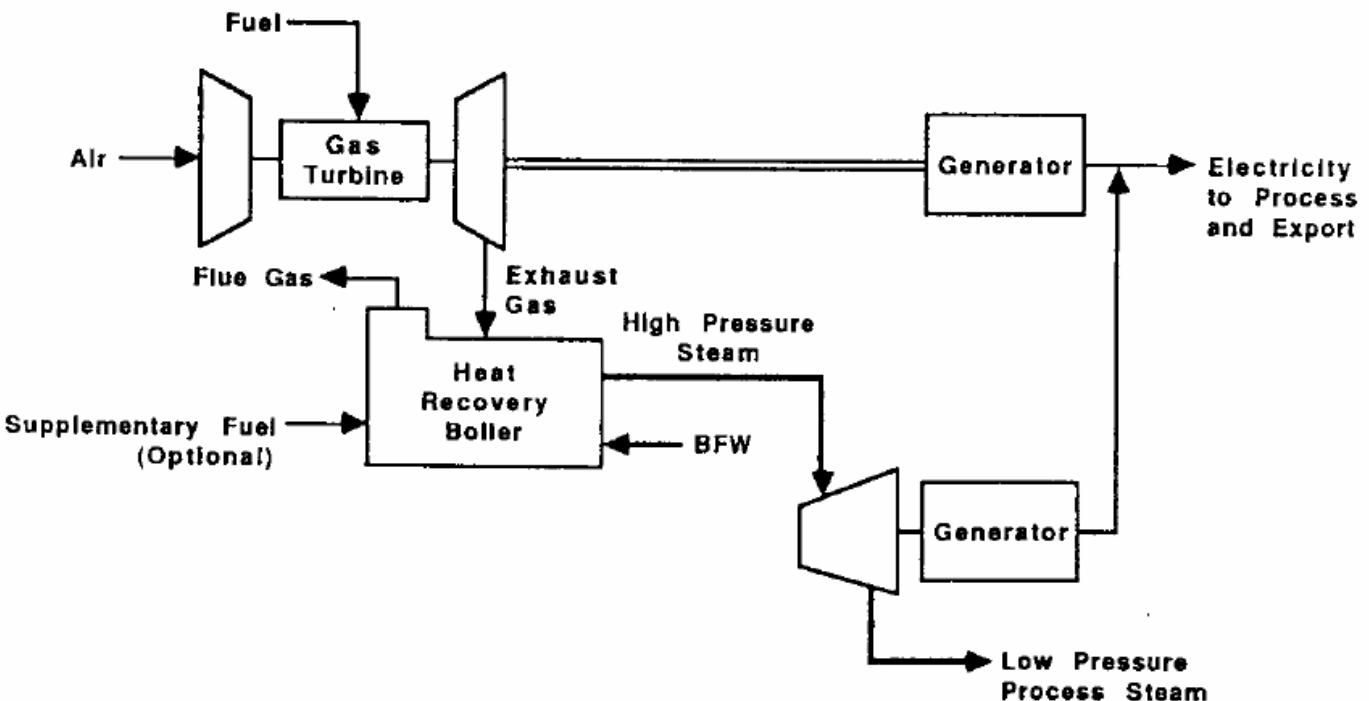 Fuel
Gas
Turbine
Air
Generator
Electricity
to Process
and Export
Flue Gas
Exhaust
Gas
High Pressure
Steam
Heat
Recovery
Boiler
Supplementary Fuel
(Optional)
BFW
Generator
Low Pressure
Process Steam